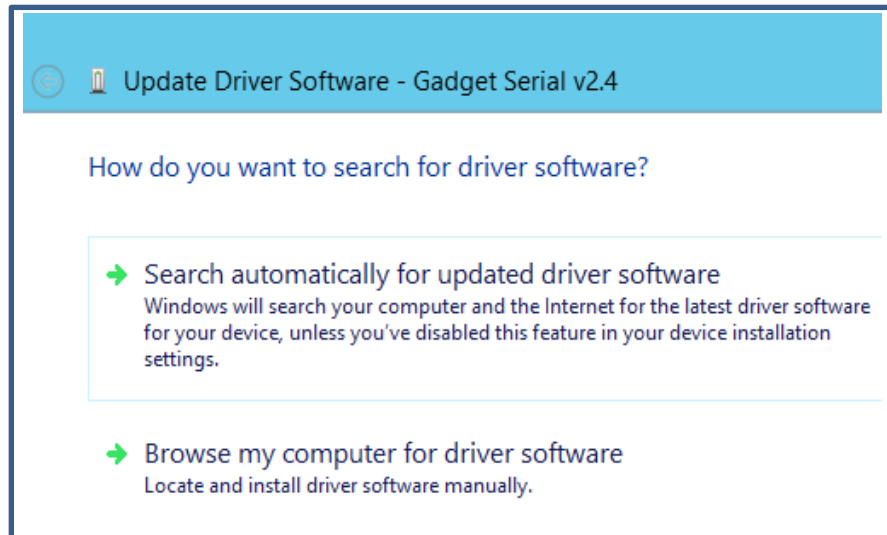 Update Driver Software - Gadget Serial v2.4
How do you want to search for driver software?
Search automatically for updated driver software
Windows will search your computer and the Internet for the latest driver software
for your device, unless you've disabled this feature in your device installation
settings.
Browse my computer for driver software
Locate and install driver software manually.